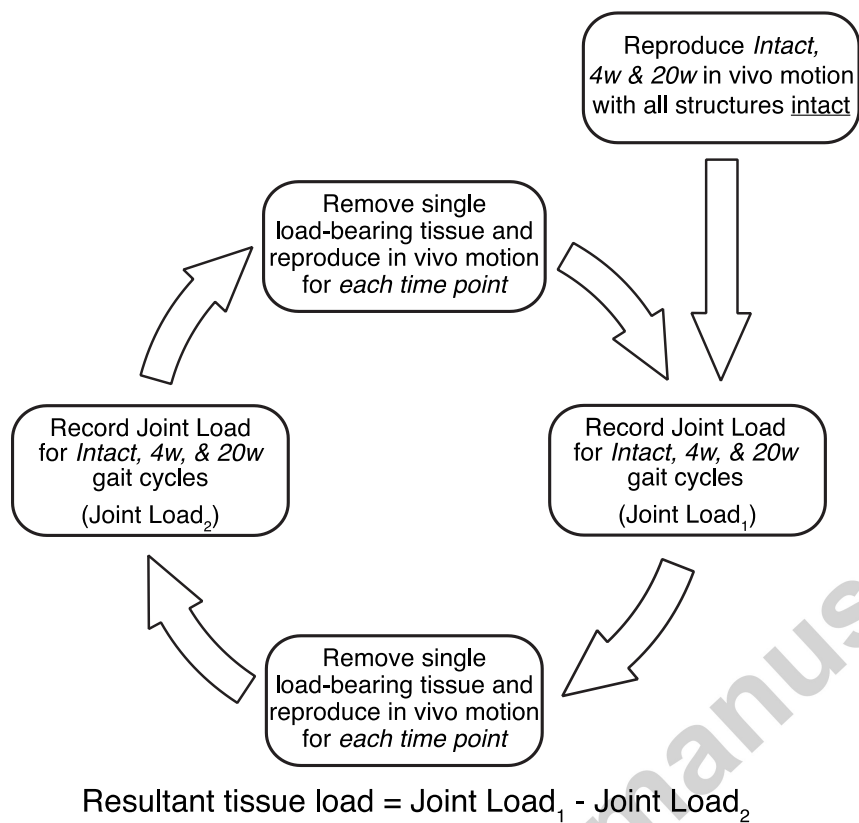 Reproduce Intact,
4w & 20w in vivo motion
with all structures intact
Remove single
load-bearing tissue and
reproduce in vivo motion
for each time point
Record Joint Load
for Intact, 4w, & 20w
gait cycles
(Joint Load₂)
Record Joint Load
for Intact, 4w, & 20w
gait cycles
(Joint Load₁)
Remove single
load-bearing tissue and
reproduce in vivo motion
for each time point
Resultant tissue load = Joint Load₁ - Joint Load₂
manus